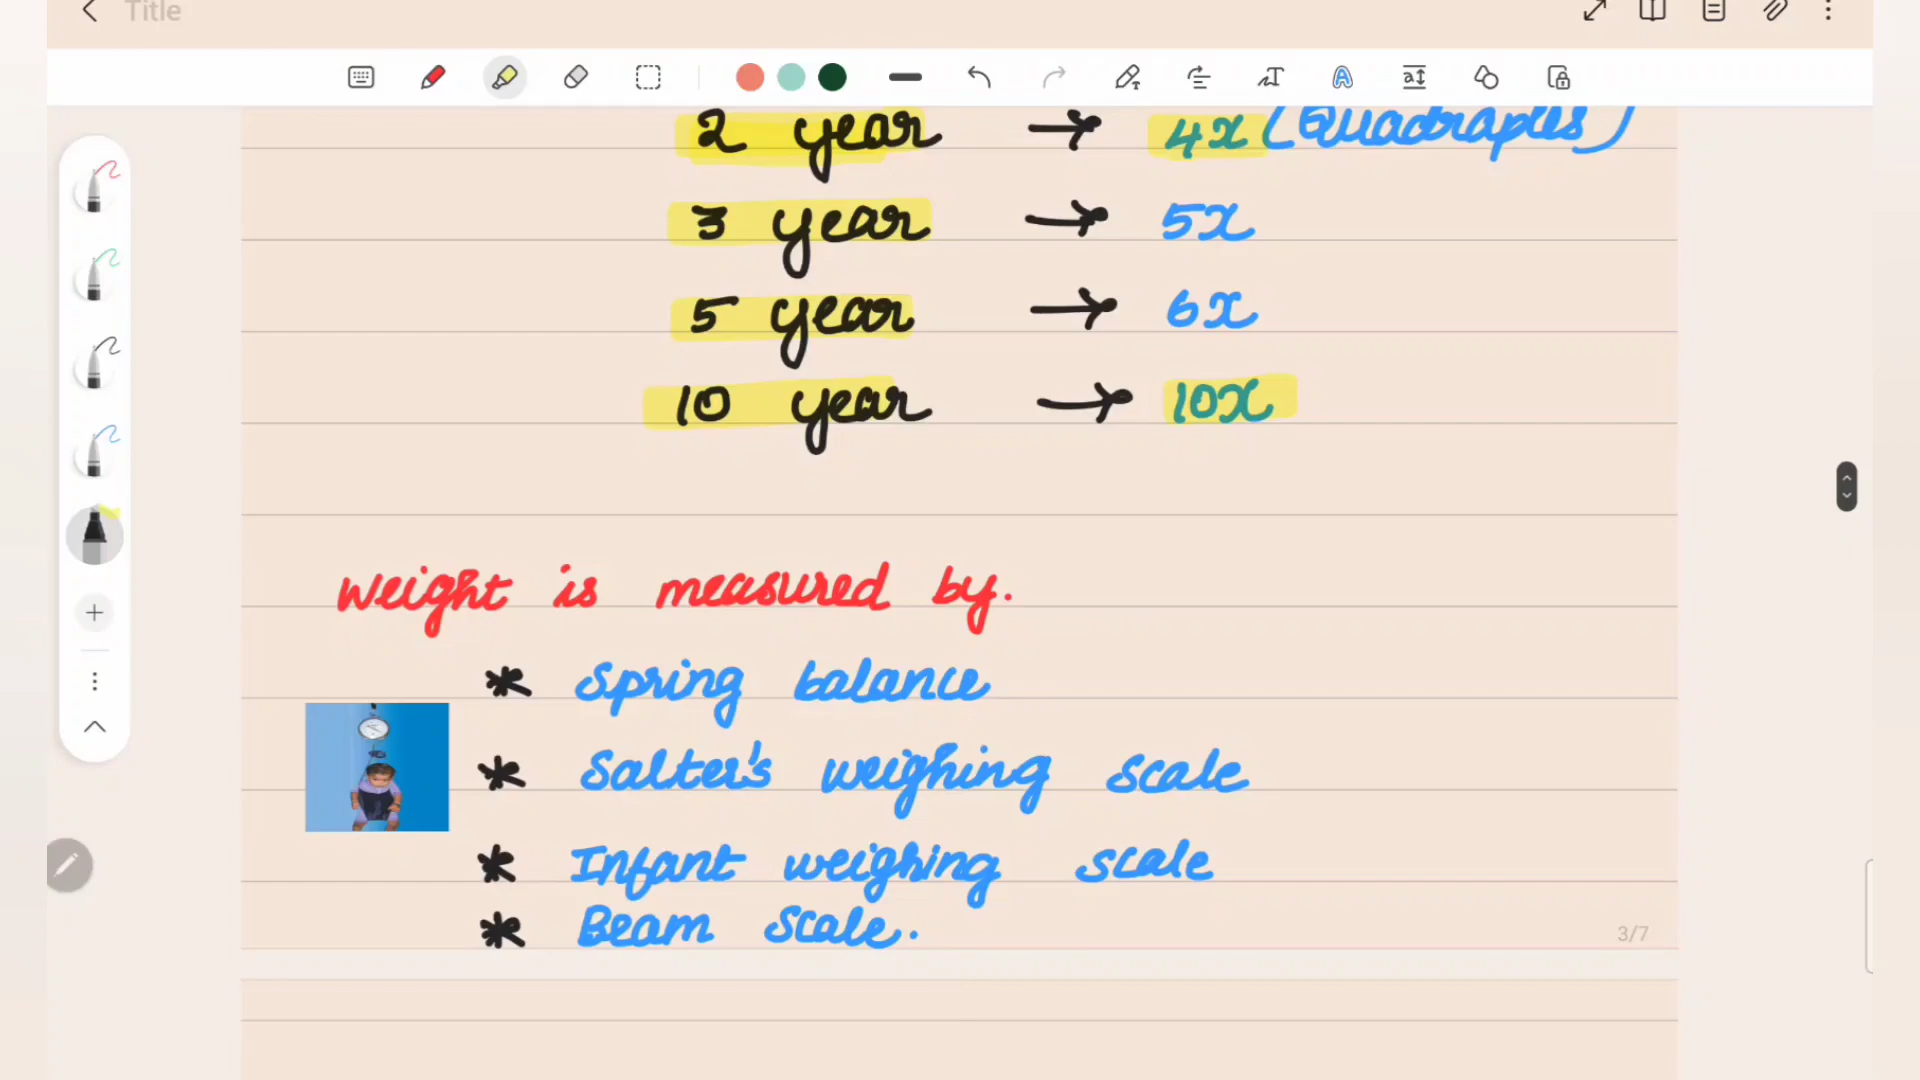 Title
2 year → 4x (Quadraples)
3 year → 5x
5 year → 6x
10 year → 10x
Weight is measured by.
* Spring balance
* Salter's weighing scale
* Infant weighing scale
* Beam Scale.
3/7